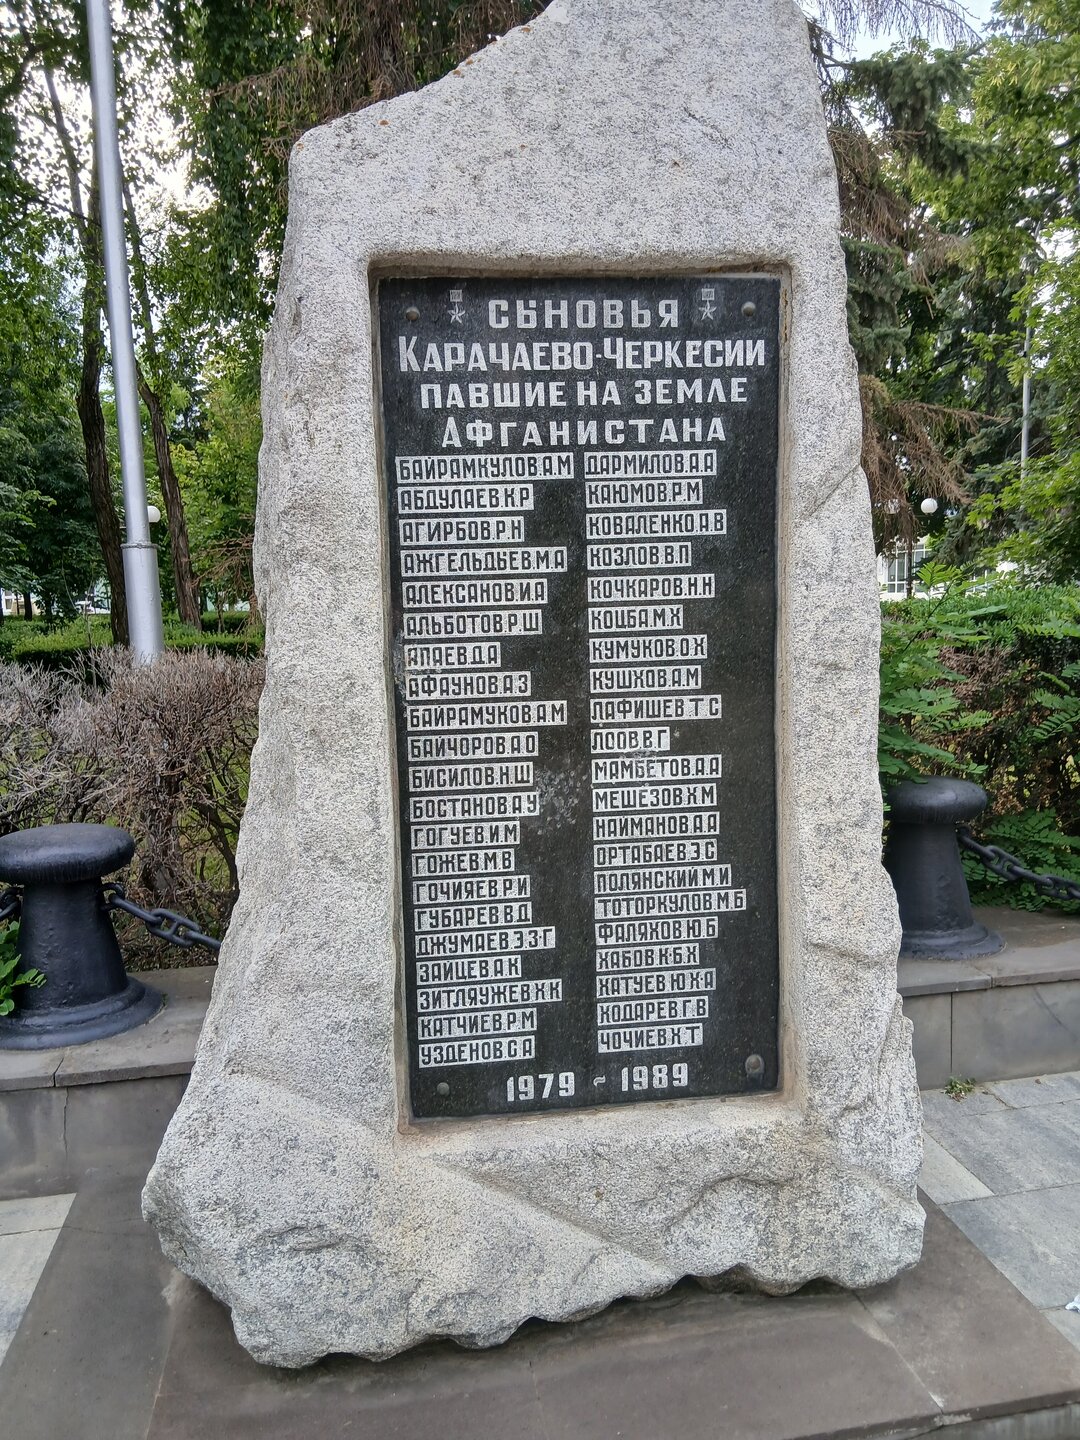 СЫНОВЬЯ
КАРАЧАЕВО-ЧЕРКЕСИИ
ПАВШИЕ НА ЗЕМЛЕ
АФГАНИСТАНА
БАЙРАМКУЛОВ.А.М
АБДУЛАЕВ.К.Р
АГИРБОВ.Р.Н
АЖГЕЛЬДЬЕВ.М.А
АЛЕКСАНОВ.И.А
АЛЬБОТОВ.Р.Ш
АПАЕВ.Д.А
АФАУНОВ.А.З
БАЙРАМУКОВ.А.М
БАЙЧОРОВ.А.О
БИСИЛОВ.Н.Ш
БОСТАНОВ.А.У
ГОГУЕВ.И.М
ГОЖЕВ.М.В
ГОЧИЯЕВ.Р.И
ГУБАРЕВ.В.Д
ДЖУМАЕВ.Э.З.Г
ЗАЙЦЕВ.А.К
ЗИТЛЯУЖЕВ.К.К
КАТЧИЕВ.Р.М
УЗДЕНОВ.С.А
ДАРМИЛОВ.А.А
КАЮМОВ.Р.М
КОВАЛЕНКО.А.В
КОЗЛОВ.В.П
КОЧКАРОВ.Н.Н
КОЦБА.М.Х
КУМУКОВ.О.Х
КУШХОВ.А.М
ЛАФИШЕВ.Т.С
ЛООВ.В.Г
МАМБЕТОВ.А.А
МЕШЕЗОВ.Х.М
НАЙМАНОВ.А.А
ОРТАБАЕВ.Э.С
ПОЛЯНСКИЙ.М.И
ТОТОРКУЛОВ.М.Б
ФАЛЯХОВ.Ю.Б
ХАБОВ.К-Б.Х
ХАТУЕВ.Ю.Х.А
ХОДАРЕВ.Г.В
ЧОЧИЕВ.Х.Т
1979 ~ 1989